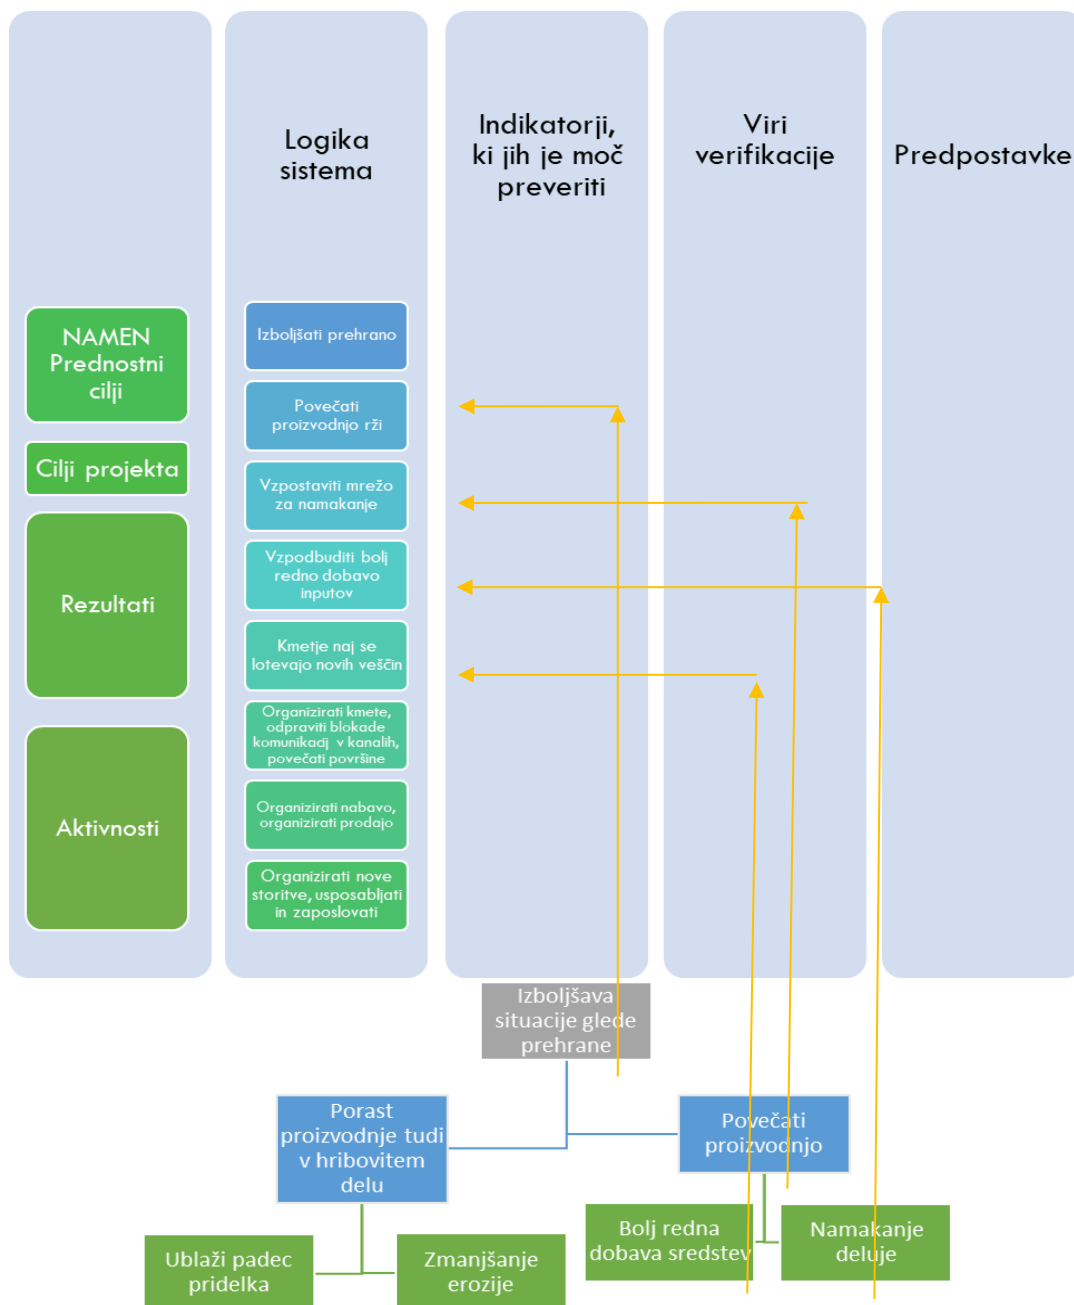 Logika
sistema
Indikatorji,
ki jih je moč
preveriti
Viri
verifikacije
Predpostavke
NAMEN
Prednostni
cilji
Cilji projekta
Rezultati
Aktivnosti
Izboljšati prehrano
Povečati
proizvodnjo rži
Vzpostaviti mrežo
za namakanje
Vzpodbuditi bolj
redno dobavo
inputov
Kmetje naj se
lotevajo novih veščin
Organizirati kmete,
odpraviti blokade
komunikacij v kanalih,
povečati površine
Organizirati nabavo,
organizirati prodajo
Organizirati nove
storitve, usposabljati
in zaposlovati
Izboljšava
situacije glede
prehrane
Porast
proizvodnje tudi
v hribovitem
delu
Povečati
proizvodnjo
Ublaži padec
pridelka
Zmanjšanje
erozije
Bolj redna
dobava sredstev
Namakanje
deluje